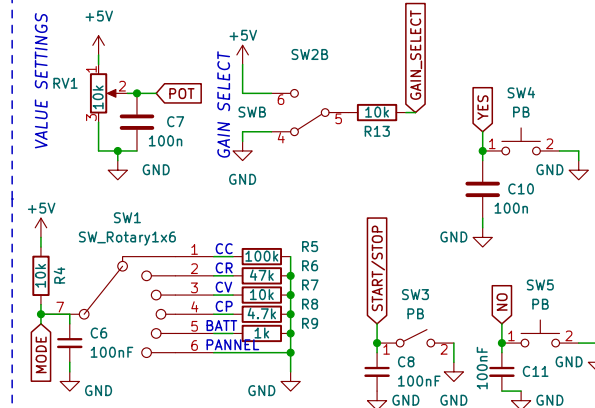 VALUE SETTINGS
+5V
RV1
1
2
3
10k
POT
C7
100n
GND
GAIN SELECT
+5V
SW2B
SWB
6
4
5
10k
R13
GAIN_SELECT
GND
YES
SW4
PB
1
2
C10
100n
GND
GND
+5V
10k
R4
7
MODE
C6
100nF
GND
SW1
SW_Rotary1x6
1 CC 100k R5
2 CR 47k R6
3 CV 10k R7
4 CP 4.7k R8
5 BATT 1k R9
6 PANNEL
GND
START/STOP
SW3
PB
1
2
C8
100nF
GND
GND
NO
SW5
PB
1
2
100nF
C11
GND
GND